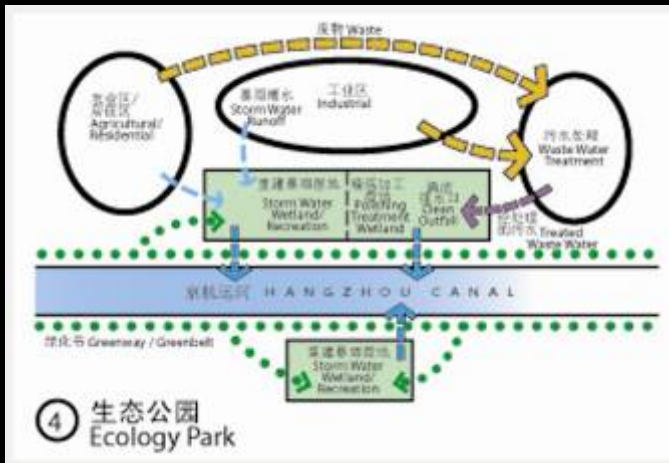 废物 Waste
工业区
Industrial
暴雨
Storm Water
Runoff
农业区/
居住区
Agricultural/
Residential
污水处理
Waste Water
Treatment
Storm Water
Wetland/
Recreation
Polishing
Treatment
Wetland
Clean
Outfall
Treated
Waste Water
HANGZHOU CANAL
Greenway / Greenbelt
Storm Water
Wetland/
Recreation
4
生态公园
Ecology Park